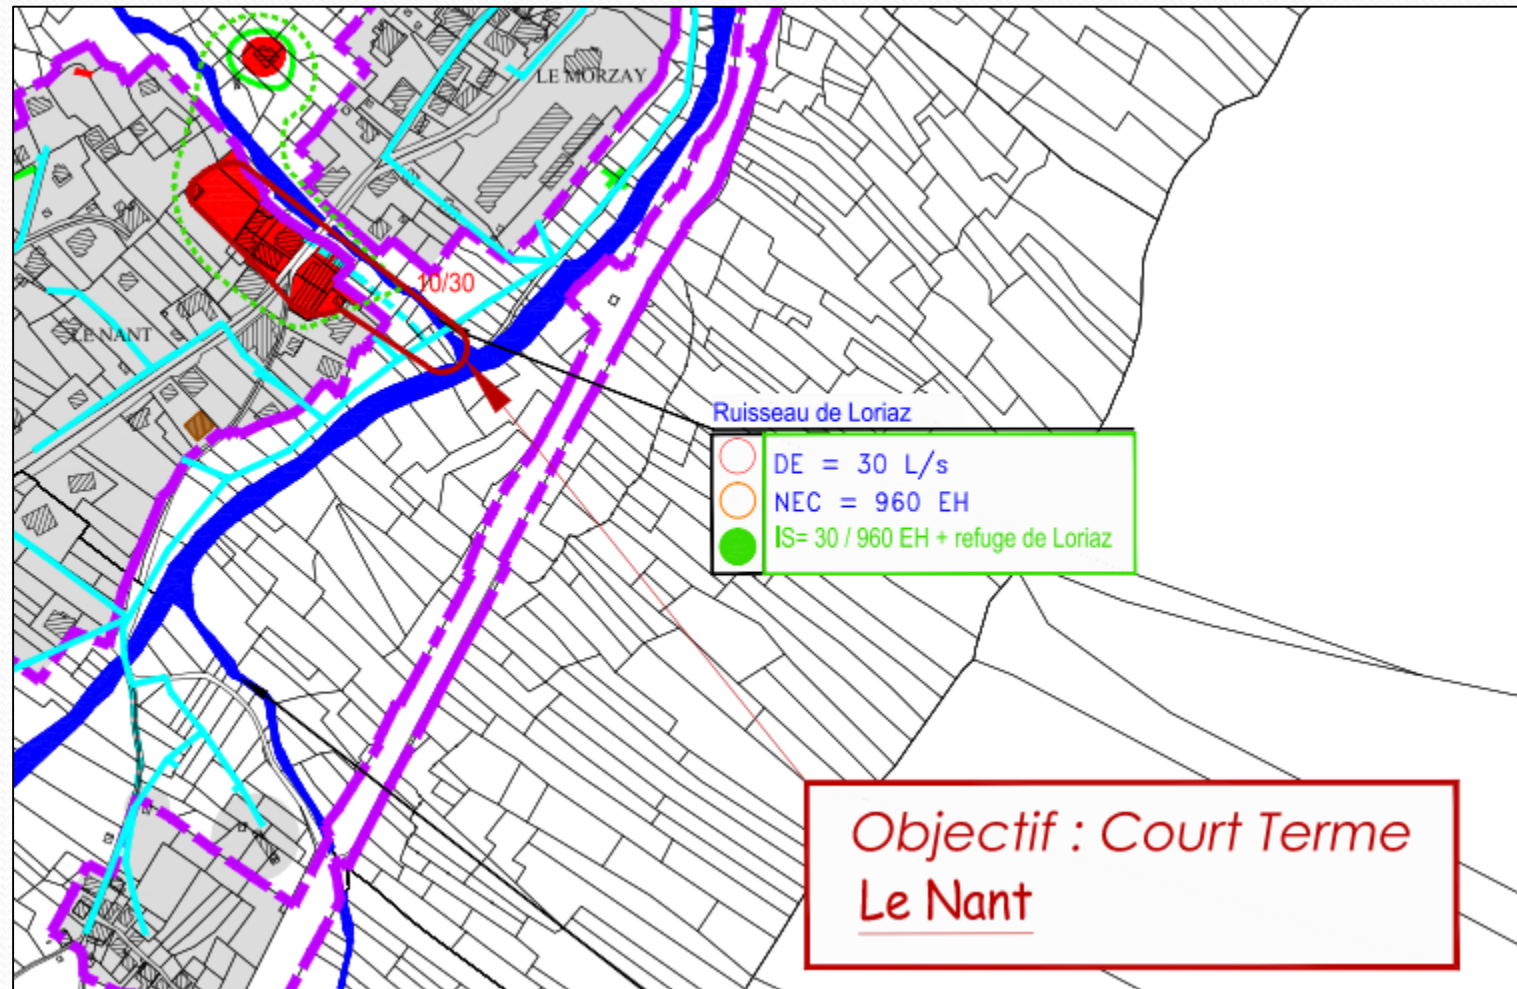 LE MORZAY
10/30
LE NANT
Ruisseau de Loriaz
DE = 30 L/s
NEC = 960 EH
IS= 30 / 960 EH + refuge de Loriaz
Objectif : Court Terme
Le Nant